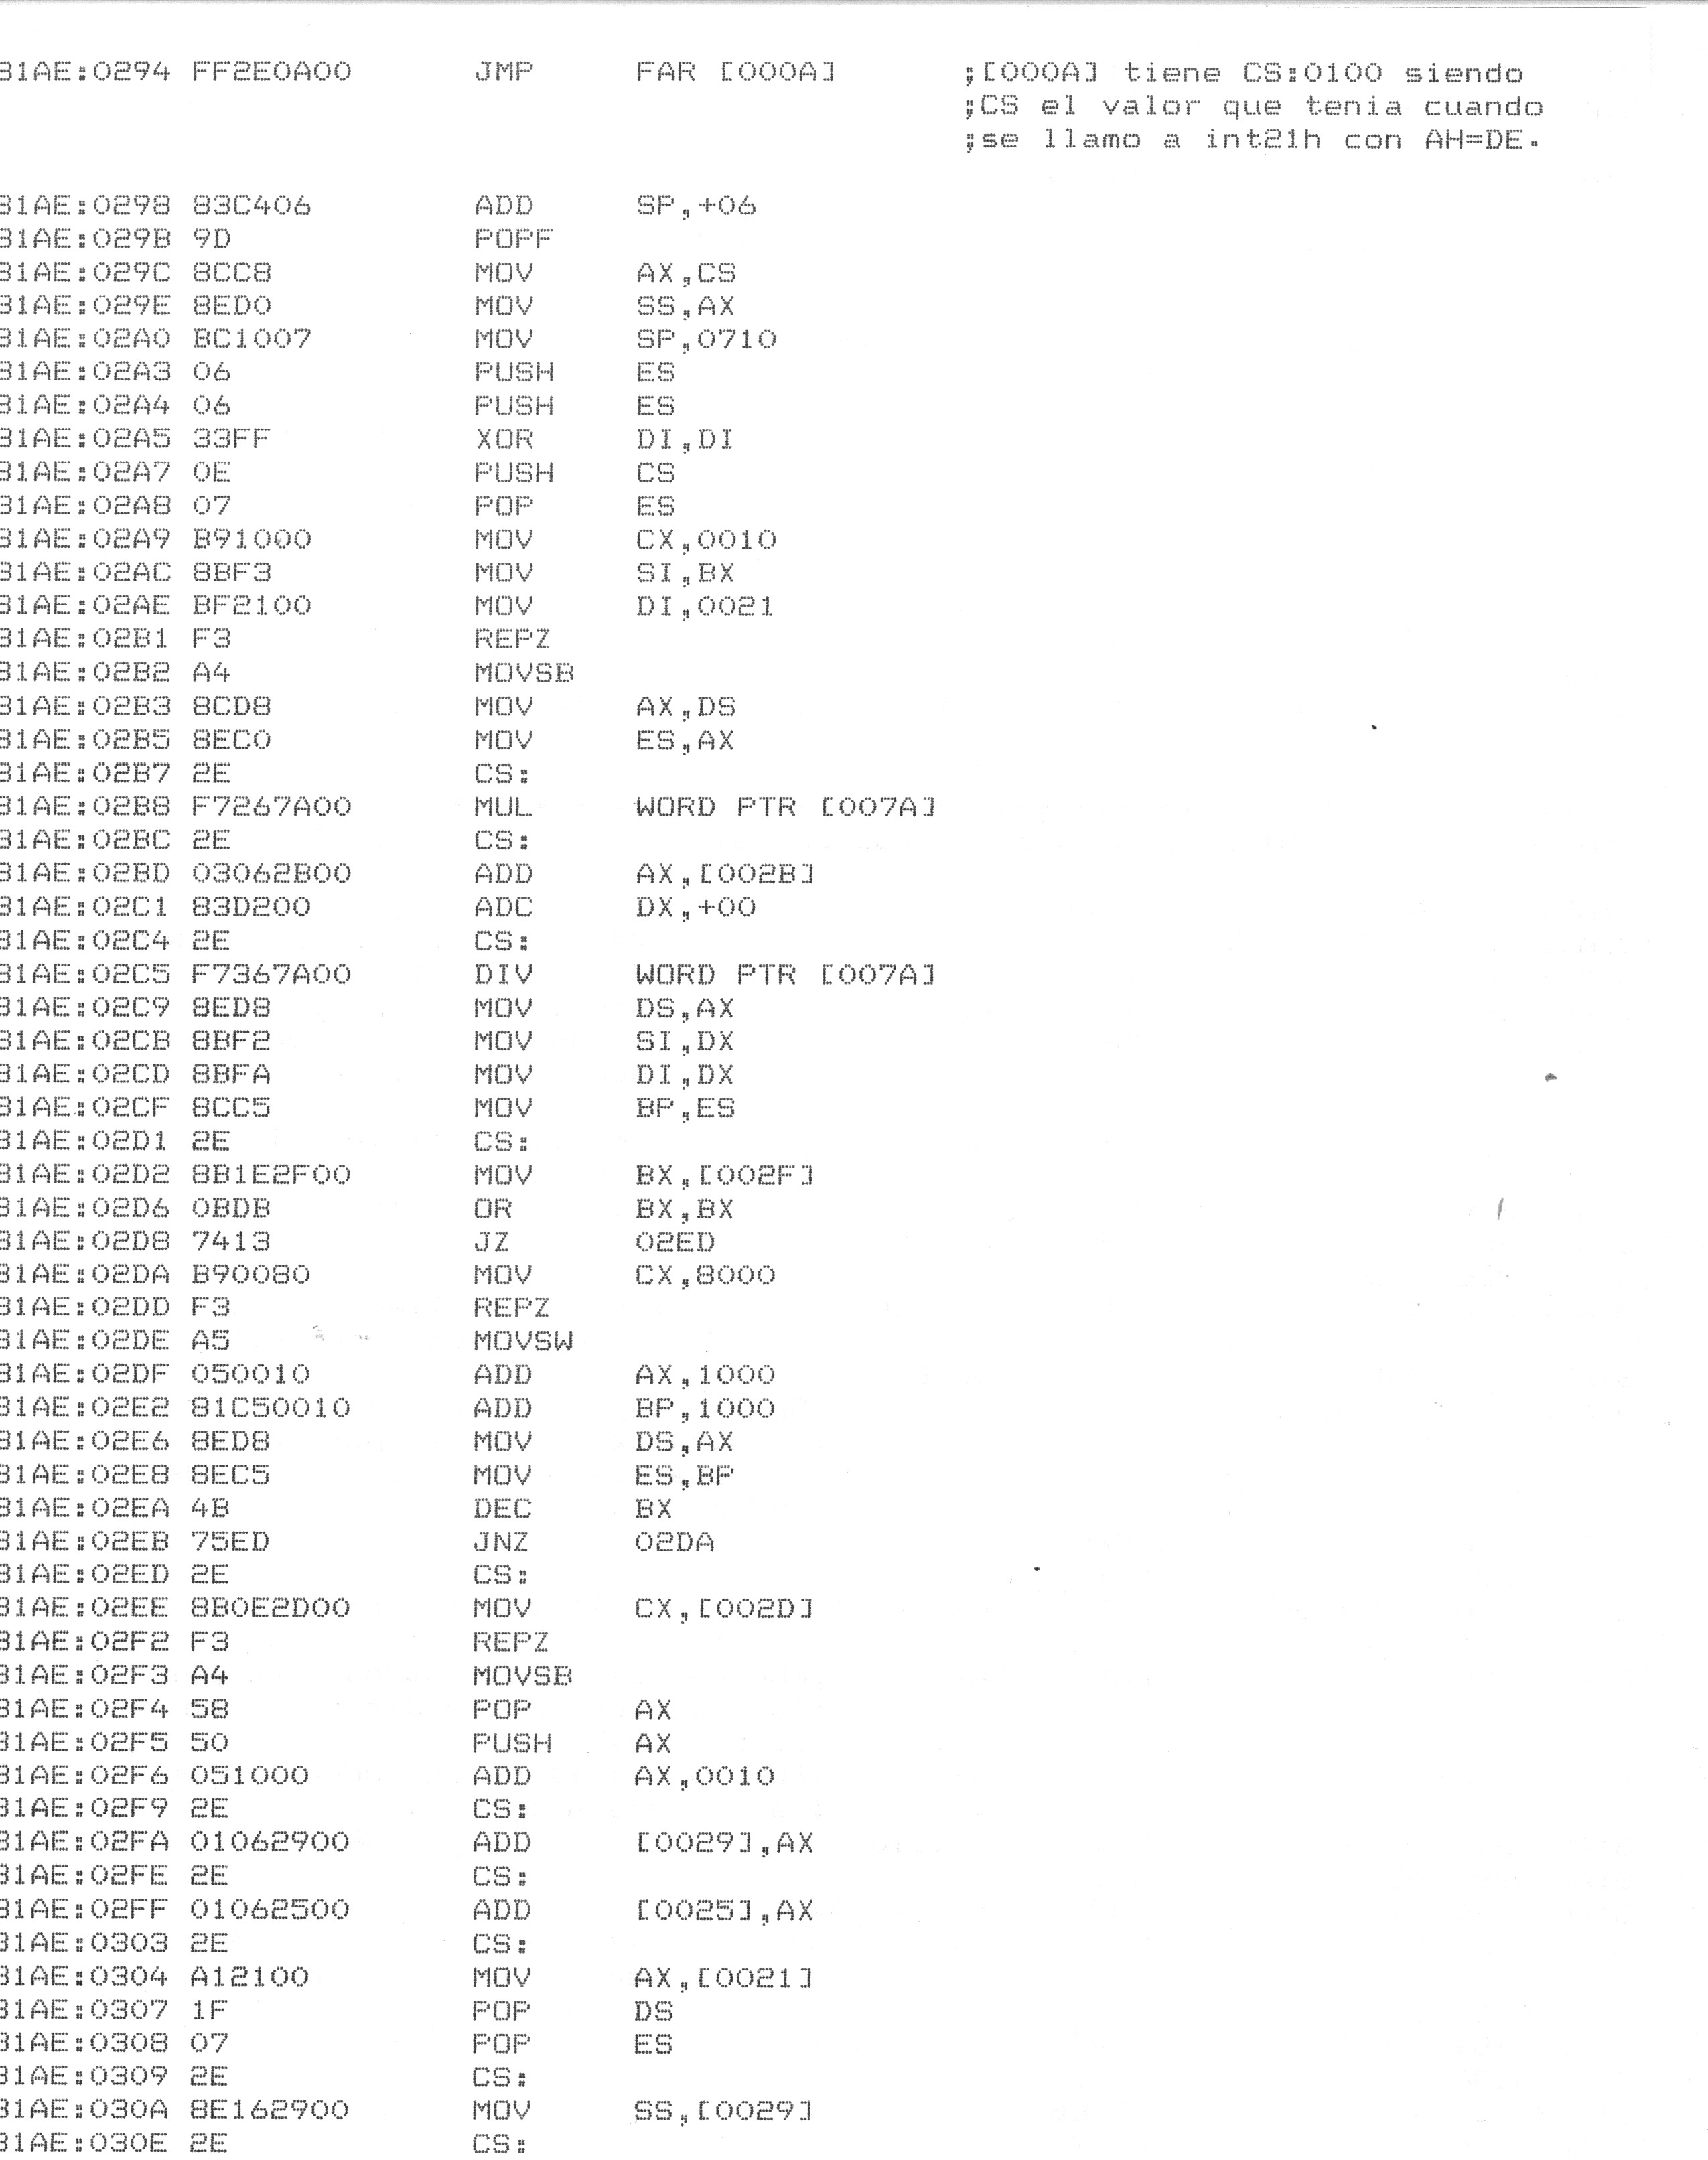 31AE:0294 FF2E0A00 JMP FAR [000A] ;[000A] tiene CS:0100 siendo
;CS el valor que tenia cuando
;se llamo a int21h con AH=DE.
31AE:0298 83C406 ADD SP,+06
31AE:029B 9D POPF
31AE:029C 8CC8 MOV AX,CS
31AE:029E 8ED0 MOV SS,AX
31AE:02A0 BC1007 MOV SP,0710
31AE:02A3 06 PUSH ES
31AE:02A4 06 PUSH ES
31AE:02A5 33FF XOR DI,DI
31AE:02A7 0E PUSH CS
31AE:02A8 07 POP ES
31AE:02A9 B91000 MOV CX,0010
31AE:02AC 8BF3 MOV SI,BX
31AE:02AE BF2100 MOV DI,0021
31AE:02B1 F3 REPZ
31AE:02B2 A4 MOVSB
31AE:02B3 8CD8 MOV AX,DS
31AE:02B5 8EC0 MOV ES,AX
31AE:02B7 2E CS:
31AE:02B8 F7267A00 MUL WORD PTR [007A]
31AE:02BC 2E CS:
31AE:02BD 03062B00 ADD AX,[002B]
31AE:02C1 83D200 ADC DX,+00
31AE:02C4 2E CS:
31AE:02C5 F7367A00 DIV WORD PTR [007A]
31AE:02C9 8ED8 MOV DS,AX
31AE:02CB 8BF2 MOV SI,DX
31AE:02CD 8BFA MOV DI,DX
31AE:02CF 8CC5 MOV BP,ES
31AE:02D1 2E CS:
31AE:02D2 8B1E2F00 MOV BX,[002F]
31AE:02D6 0BDB OR BX,BX
31AE:02D8 7413 JZ 02ED
31AE:02DA B90080 MOV CX,8000
31AE:02DD F3 REPZ
31AE:02DE A5 MOVSW
31AE:02DF 050010 ADD AX,1000
31AE:02E2 81C50010 ADD BP,1000
31AE:02E6 8ED8 MOV DS,AX
31AE:02E8 8EC5 MOV ES,BP
31AE:02EA 4B DEC BX
31AE:02EB 75ED JNZ 02DA
31AE:02ED 2E CS:
31AE:02EE 8B0E2D00 MOV CX,[002D]
31AE:02F2 F3 REPZ
31AE:02F3 A4 MOVSB
31AE:02F4 58 POP AX
31AE:02F5 50 PUSH AX
31AE:02F6 051000 ADD AX,0010
31AE:02F9 2E CS:
31AE:02FA 01062900 ADD [0029],AX
31AE:02FE 2E CS:
31AE:02FF 01062500 ADD [0025],AX
31AE:0303 2E CS:
31AE:0304 A12100 MOV AX,[0021]
31AE:0307 1F POP DS
31AE:0308 07 POP ES
31AE:0309 2E CS:
31AE:030A 8E162900 MOV SS,[0029]
31AE:030E 2E CS: